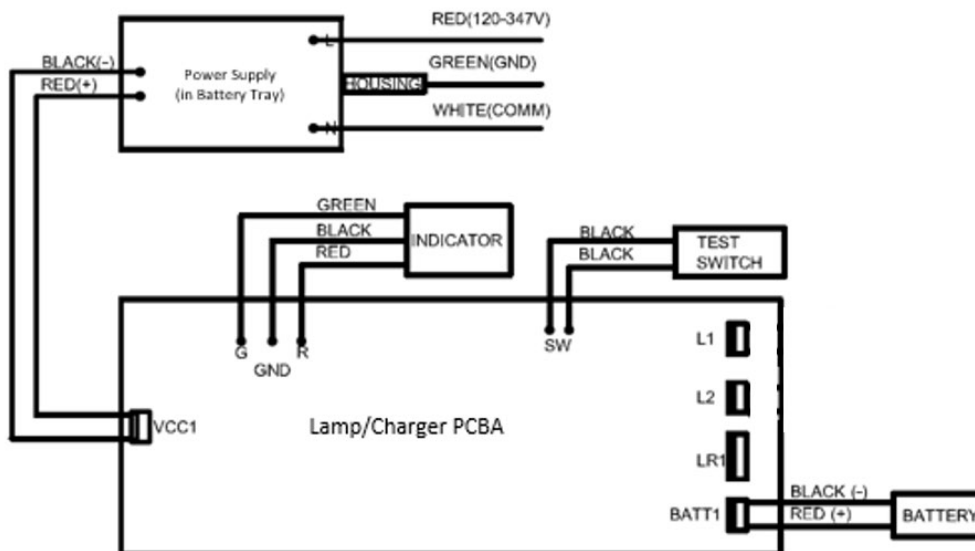 RED(120-347V)
BLACK(-)
RED(+)
Power Supply
(in Battery Tray)
L
HOUSING
GREEN(GND)
WHITE(COMM)
N
GREEN
BLACK
RED
INDICATOR
BLACK
BLACK
TEST
SWITCH
G
GND
R
SW
L1
L2
LR1
VCC1
Lamp/Charger PCBA
BATT1
BLACK (-)
RED (+)
BATTERY